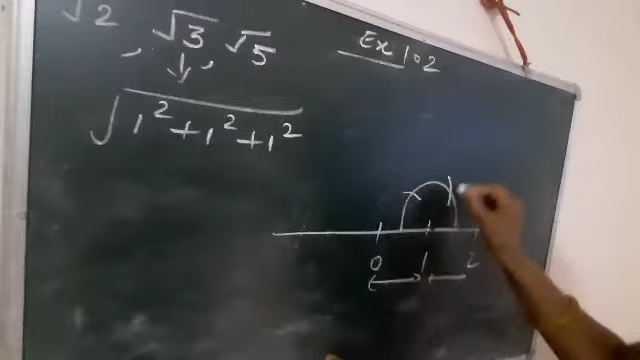 √2 , √3 , √5
Ex 1.2
√1²+1²+1²
0 1 2